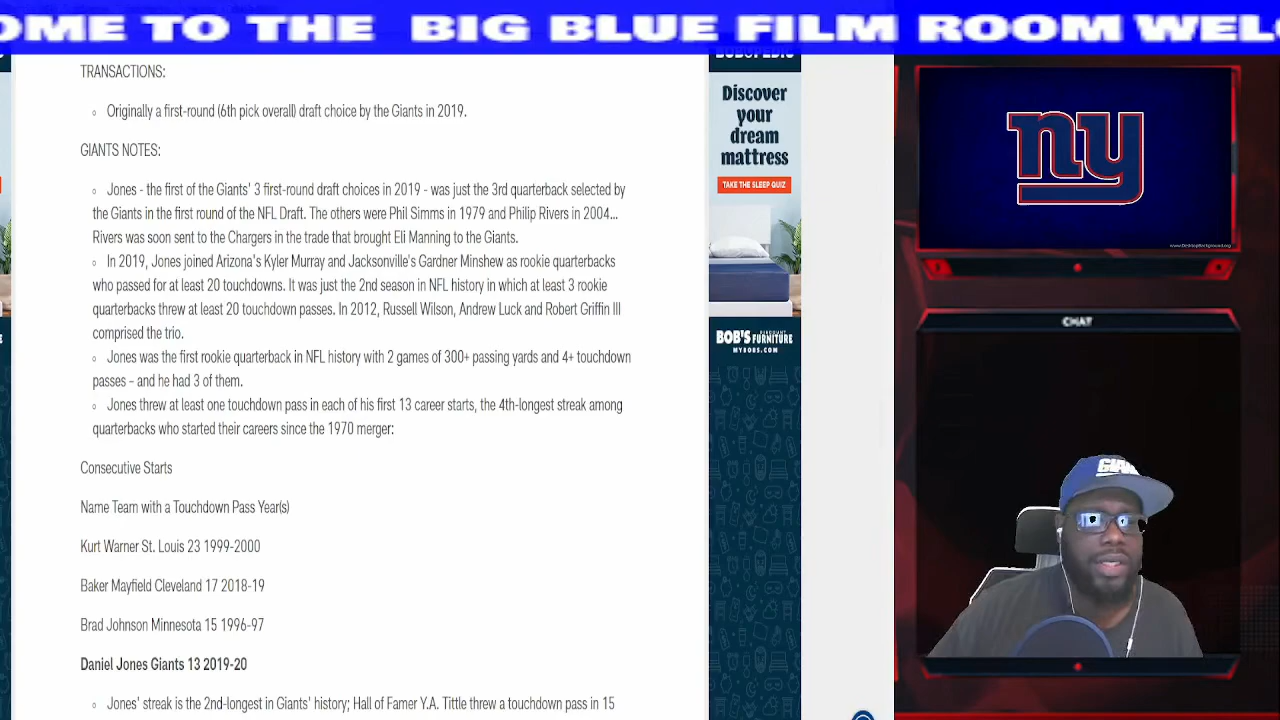 OME TO THE BIG BLUE FILM ROOM WELC
TRANSACTIONS:
Originally a first-round (6th pick overall) draft choice by the Giants in 2019.
GIANTS NOTES:
Jones - the first of the Giants' 3 first-round draft choices in 2019 - was just the 3rd quarterback selected by
the Giants in the first round of the NFL Draft. The others were Phil Simms in 1979 and Philip Rivers in 2004...
Rivers was soon sent to the Chargers in the trade that brought Eli Manning to the Giants.
In 2019, Jones joined Arizona's Kyler Murray and Jacksonville's Gardner Minshew as rookie quarterbacks
who passed for at least 20 touchdowns. It was just the 2nd season in NFL history in which at least 3 rookie
quarterbacks threw at least 20 touchdown passes. In 2012, Russell Wilson, Andrew Luck and Robert Griffin III
comprised the trio.
Jones was the first rookie quarterback in NFL history with 2 games of 300+ passing yards and 4+ touchdown
passes – and he had 3 of them.
Jones threw at least one touchdown pass in each of his first 13 career starts, the 4th-longest streak among
quarterbacks who started their careers since the 1970 merger:
Consecutive Starts
Name Team with a Touchdown Pass Year(s)
Kurt Warner St. Louis 23 1999-2000
Baker Mayfield Cleveland 17 2018-19
Brad Johnson Minnesota 15 1996-97
Daniel Jones Giants 13 2019-20
Jones' streak is the 2nd-longest in Giants' history; Hall of Famer Y.A. Tittle threw a touchdown pass in 15
BOBOPEDIC
Discover
your
dream
mattress
TAKE THE SLEEP QUIZ
BOB'S DISCOUNT
FURNITURE
MYBOBS.COM
ny
www.DesktopBackground.org
CHAT